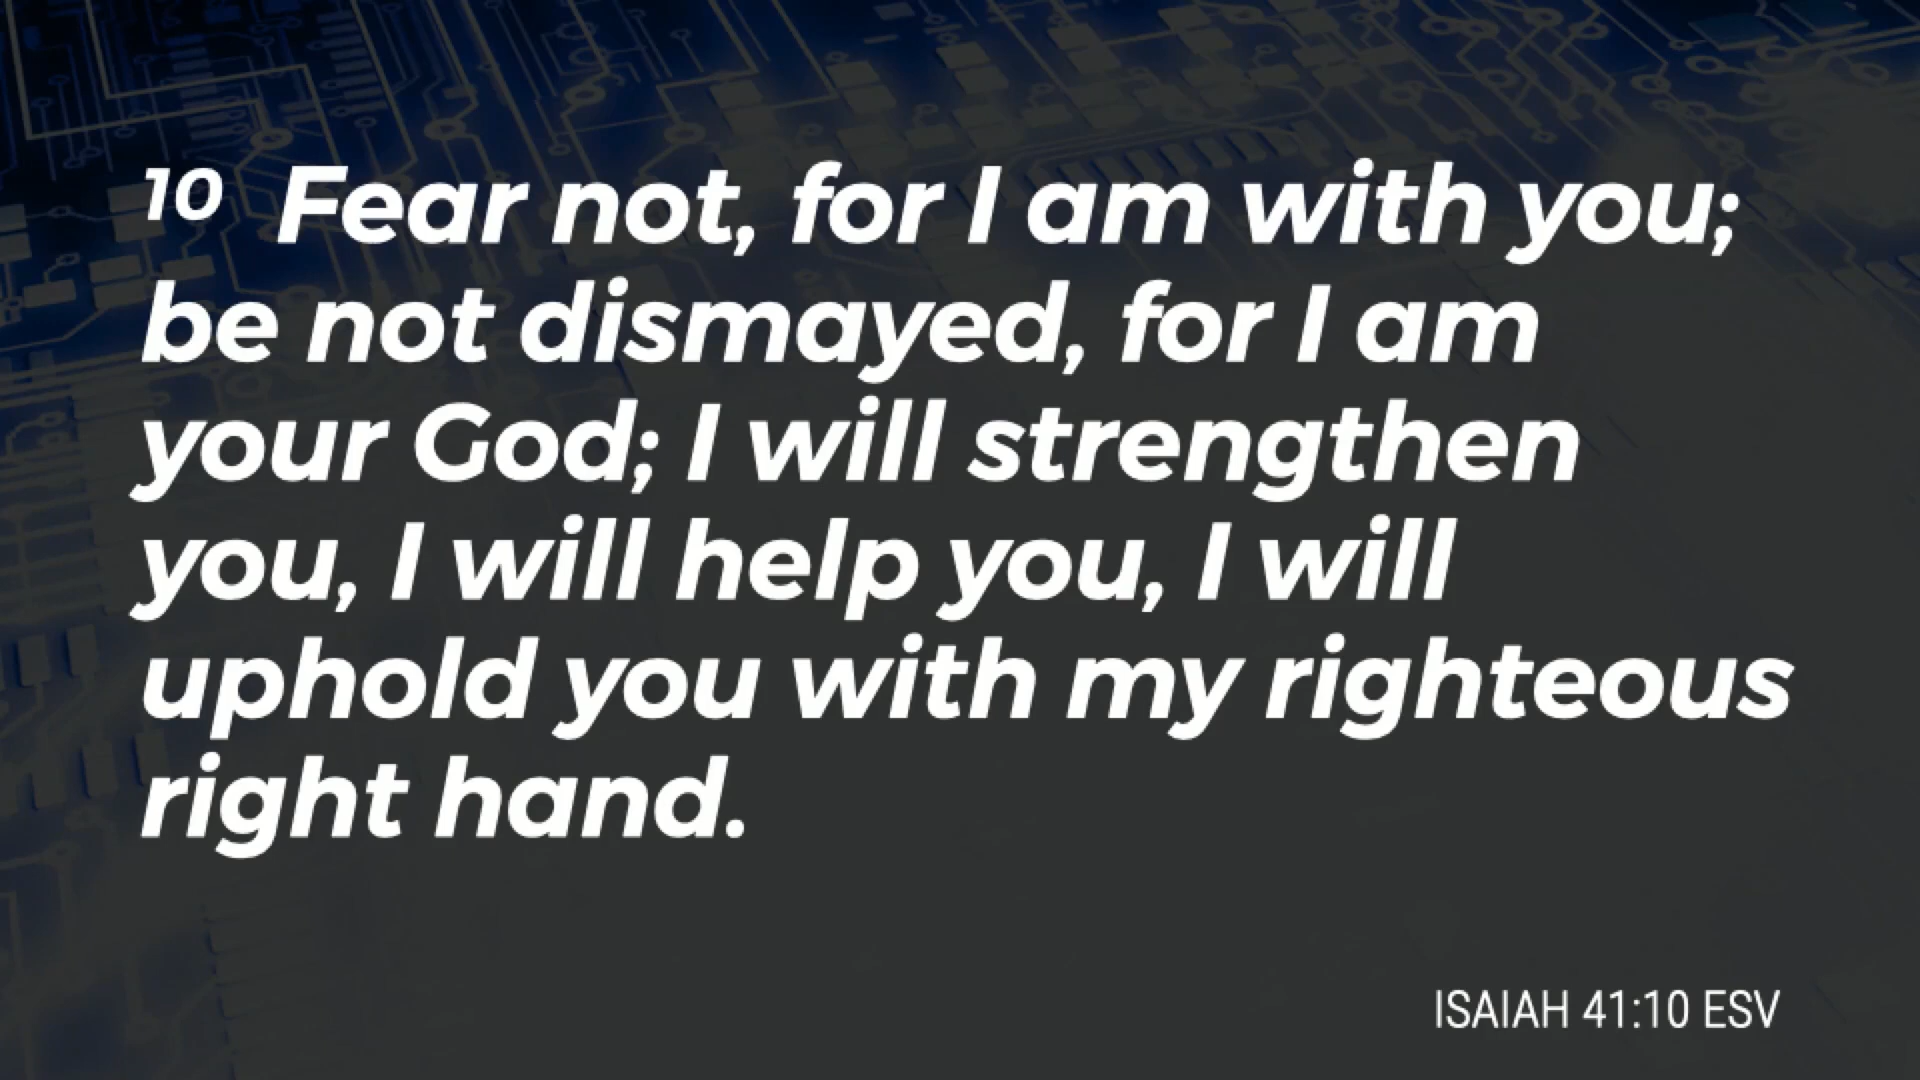 10 Fear not, for I am with you;
be not dismayed, for I am
your God; I will strengthen
you, I will help you, I will
uphold you with my righteous
right hand.
ISAIAH 41:10 ESV